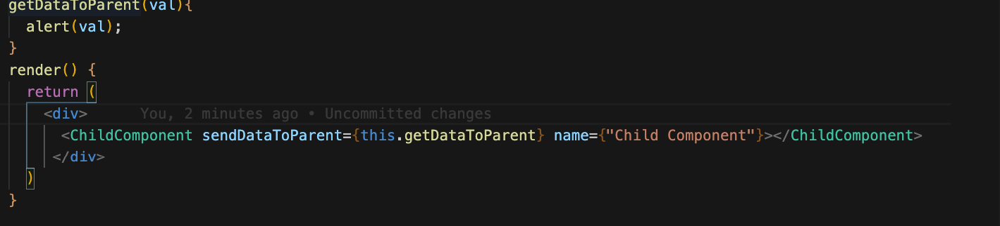 getDataToParent(val){
alert(val);
}
render() {
return (
<div> You, 2 minutes ago • Uncommitted changes
<ChildComponent sendDataToParent={this.getDataToParent} name={"Child Component"}></ChildComponent>
</div>
)
}